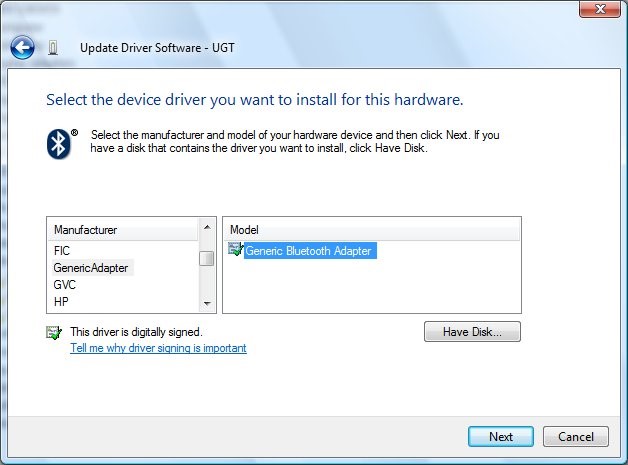 Update Driver Software - UGT
Select the device driver you want to install for this hardware.
®
Select the manufacturer and model of your hardware device and then click Next. If you
have a disk that contains the driver you want to install, click Have Disk.
Manufacturer
FIC
GenericAdapter
GVC
HP
Model
Generic Bluetooth Adapter
This driver is digitally signed.
Tell me why driver signing is important
Have Disk...
Next
Cancel